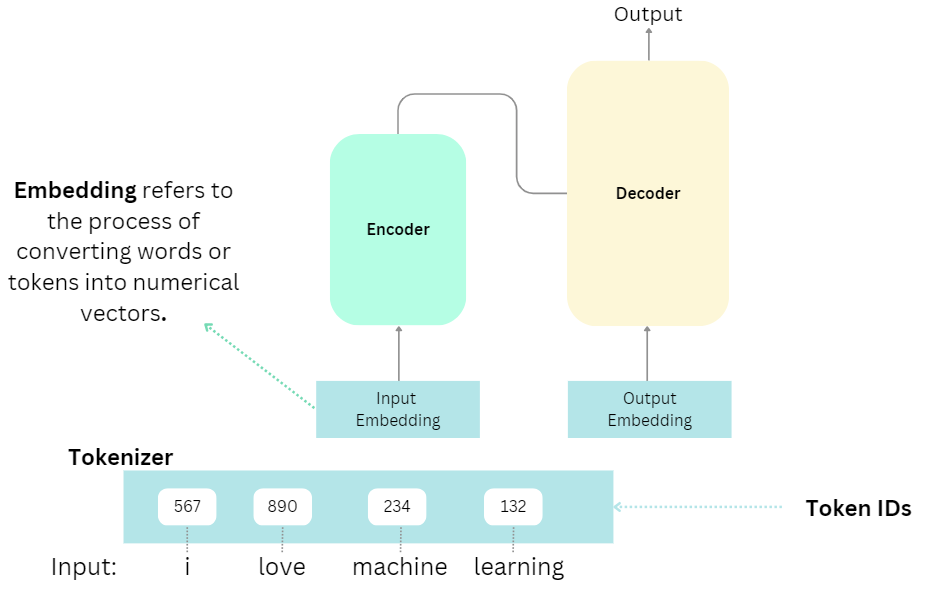 Output
Embedding refers to
the process of
converting words or
tokens into numerical
vectors.
Encoder
Decoder
Input
Embedding
Output
Embedding
Tokenizer
567 890 234 132
Token IDs
Input: i love machine learning